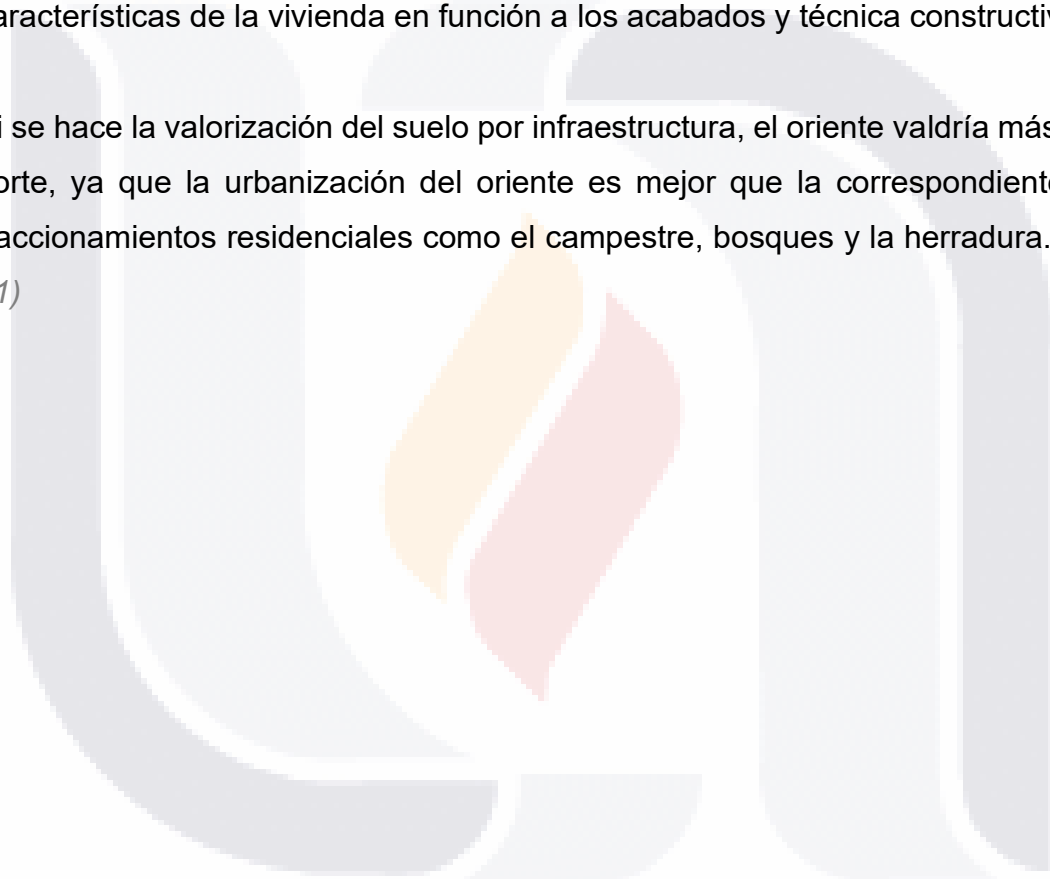 aracterísticas de la vivienda en función a los acabados y técnica constructiv
i se hace la valorización del suelo por infraestructura, el oriente valdría más
orte, ya que la urbanización del oriente es mejor que la correspondiente
accionamientos residenciales como el campestre, bosques y la herradura.
1)